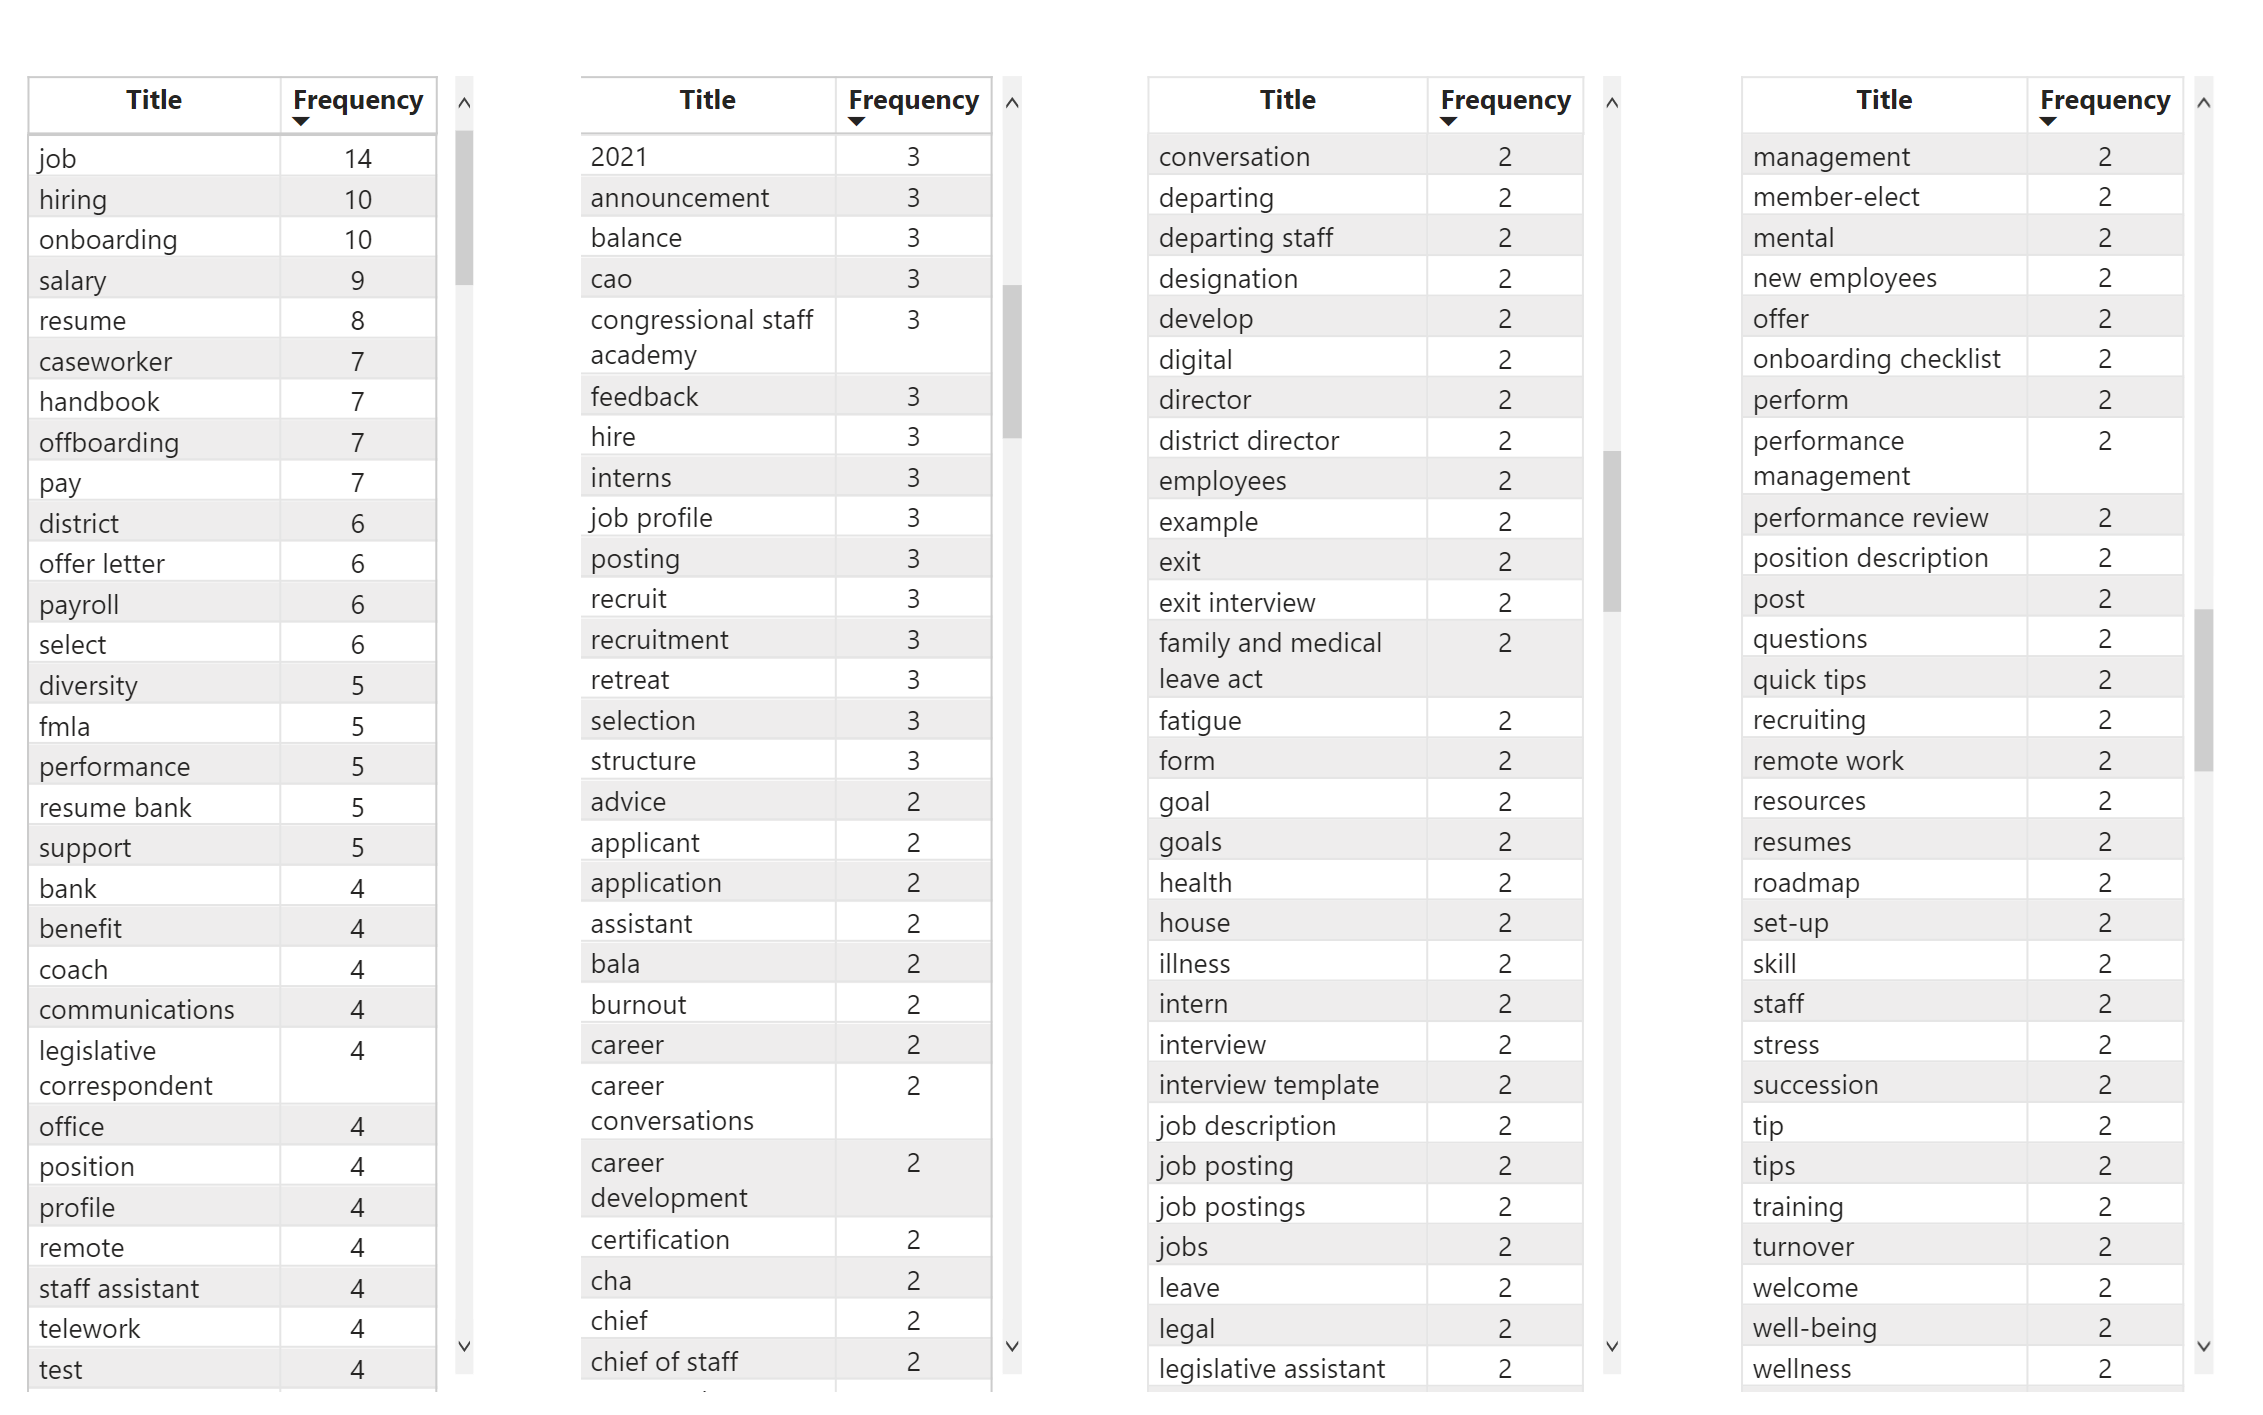 Title Frequency
job 14
hiring 10
onboarding 10
salary 9
resume 8
caseworker 7
handbook 7
offboarding 7
pay 7
district 6
offer letter 6
payroll 6
select 6
diversity 5
fmla 5
performance 5
resume bank 5
support 5
bank 4
benefit 4
coach 4
communications 4
legislative 4
correspondent
office 4
position 4
profile 4
remote 4
staff assistant 4
telework 4
test 4
Title Frequency
2021 3
announcement 3
balance 3
cao 3
congressional staff 3
academy
feedback 3
hire 3
interns 3
job profile 3
posting 3
recruit 3
recruitment 3
retreat 3
selection 3
structure 3
advice 2
applicant 2
application 2
assistant 2
bala 2
burnout 2
career 2
career 2
conversations
career 2
development
certification 2
cha 2
chief 2
chief of staff 2
Title Frequency
conversation 2
departing 2
departing staff 2
designation 2
develop 2
digital 2
director 2
district director 2
employees 2
example 2
exit 2
exit interview 2
family and medical 2
leave act
fatigue 2
form 2
goal 2
goals 2
health 2
house 2
illness 2
intern 2
interview 2
interview template 2
job description 2
job posting 2
job postings 2
jobs 2
leave 2
legal 2
legislative assistant 2
Title Frequency
management 2
member-elect 2
mental 2
new employees 2
offer 2
onboarding checklist 2
perform 2
performance 2
management
performance review 2
position description 2
post 2
questions 2
quick tips 2
recruiting 2
remote work 2
resources 2
resumes 2
roadmap 2
set-up 2
skill 2
staff 2
stress 2
succession 2
tip 2
tips 2
training 2
turnover 2
welcome 2
well-being 2
wellness 2